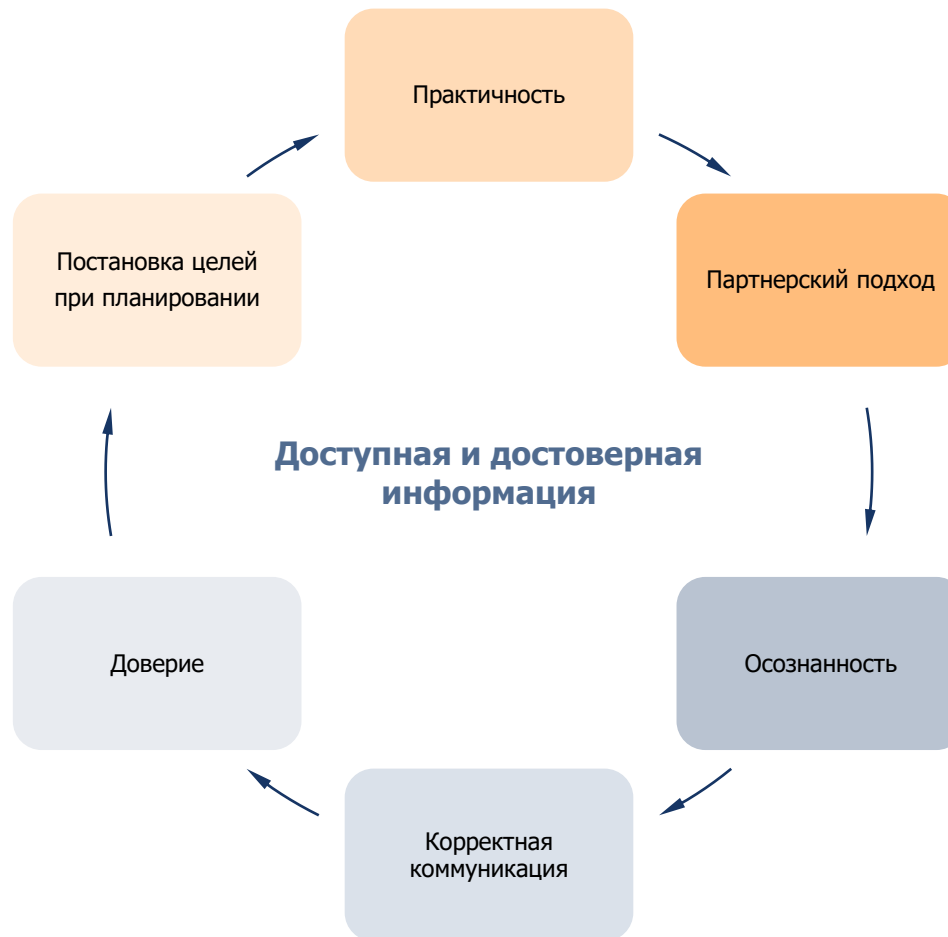 Практичность
Партнерский подход
Постановка целей
при планировании
Доступная и достоверная
информация
Доверие
Осознанность
Корректная
коммуникация